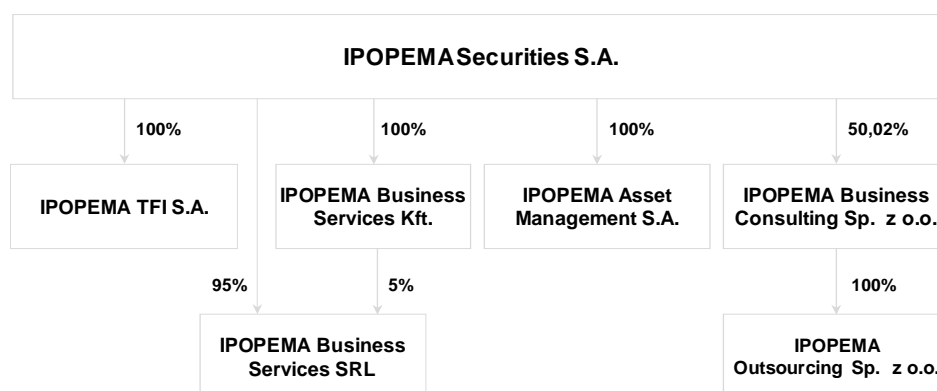 IPOPEMA Securities S.A.
100%
100%
100%
50,02%
IPOPEMA TFI S.A.
IPOPEMA Business
Services Kft.
IPOPEMA Asset
Management S.A.
IPOPEMA Business
Consulting Sp. z o.o.
95%
5%
100%
IPOPEMA Business
Services SRL
IPOPEMA
Outsourcing Sp. z o.o.